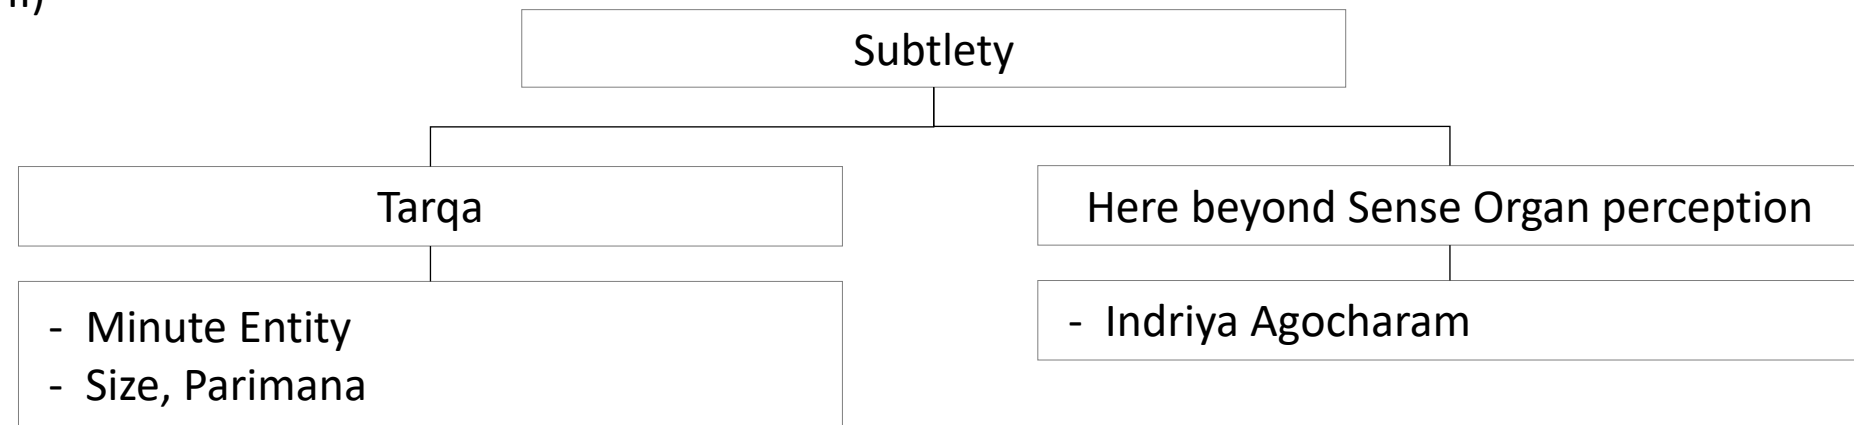 ii)
Subtlety
Tarqa
Here beyond Sense Organ perception
- Minute Entity
- Size, Parimana
- Indriya Agocharam